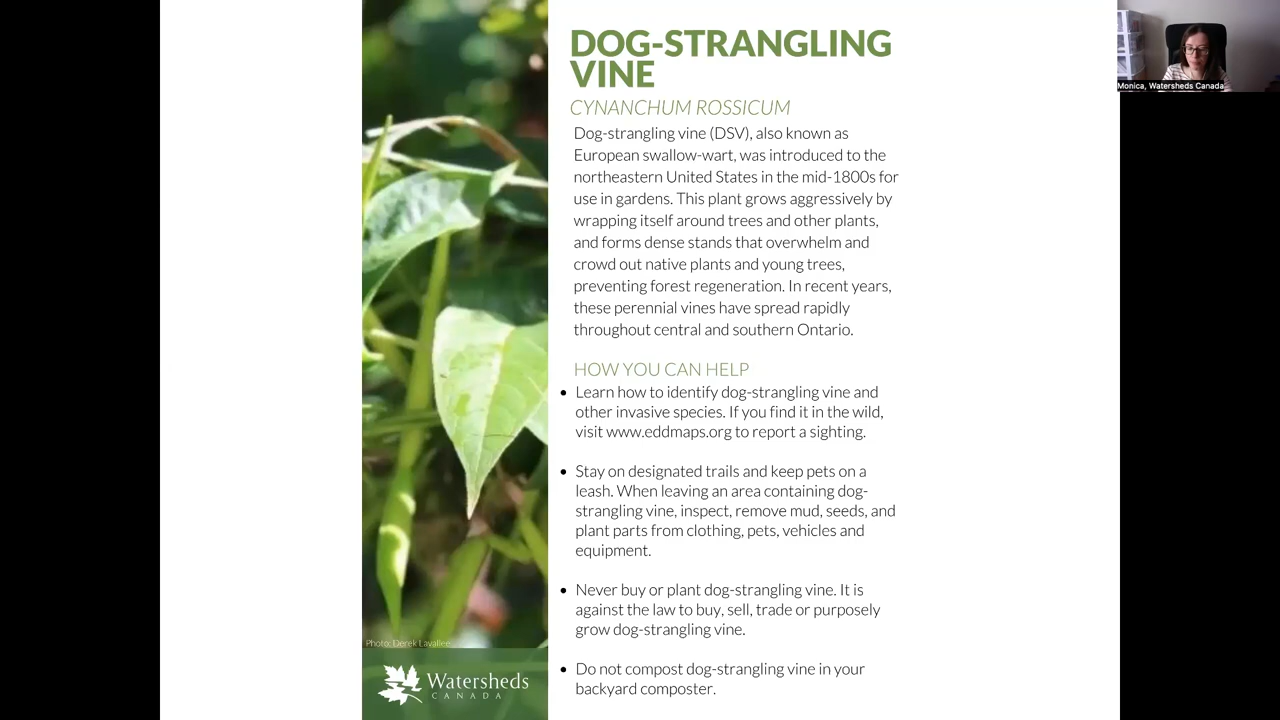 DOG-STRANGLING
VINE
CYNANCHUM ROSSICUM
Dog-strangling vine (DSV), also known as
European swallow-wart, was introduced to the
northeastern United States in the mid-1800s for
use in gardens. This plant grows aggressively by
wrapping itself around trees and other plants,
and forms dense stands that overwhelm and
crowd out native plants and young trees,
preventing forest regeneration. In recent years,
these perennial vines have spread rapidly
throughout central and southern Ontario.
HOW YOU CAN HELP
• Learn how to identify dog-strangling vine and
other invasive species. If you find it in the wild,
visit www.eddmaps.org to report a sighting.
• Stay on designated trails and keep pets on a
leash. When leaving an area containing dog-
strangling vine, inspect, remove mud, seeds, and
plant parts from clothing, pets, vehicles and
equipment.
• Never buy or plant dog-strangling vine. It is
against the law to buy, sell, trade or purposely
grow dog-strangling vine.
• Do not compost dog-strangling vine in your
backyard composter.
Photo: Derek Lavallee
Watersheds
CANADA
Monica, Watersheds Canada